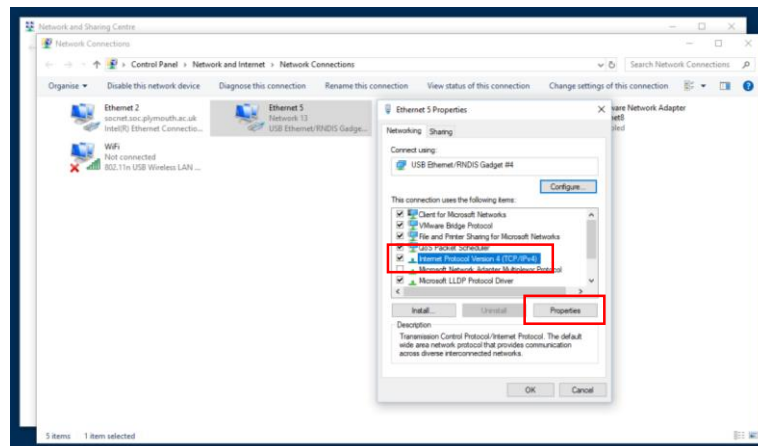 Network and Sharing Centre
Network Connections
Control Panel > Network and Internet > Network Connections
Search Network Connections
Organise
Disable this network device
Diagnose this connection
Rename this connection
View status of this connection
Change settings of this connection
Ethernet 2
socnet.soc.plymouth.ac.uk
Intel(R) Ethernet Connectio...
Ethernet 5
Network 13
USB Ethernet/RNDIS Gadge...
WiFi
Not connected
802.11n USB Wireless LAN ...
Network Adapter
Ethernet 5 Properties
Networking
Sharing
Connect using:
USB Ethernet/RNDIS Gadget #4
Configure...
This connection uses the following items:
Client for Microsoft Networks
VMware Bridge Protocol
File and Printer Sharing for Microsoft Networks
QoS Packet Scheduler
Internet Protocol Version 4 (TCP/IPv4)
Microsoft Network Adapter Multiplexor Protocol
Microsoft LLDP Protocol Driver
Install...
Uninstall
Properties
Description
Transmission Control Protocol/Internet Protocol. The default
wide area network protocol that provides communication
across diverse interconnected networks.
OK
Cancel
5 items
1 item selected